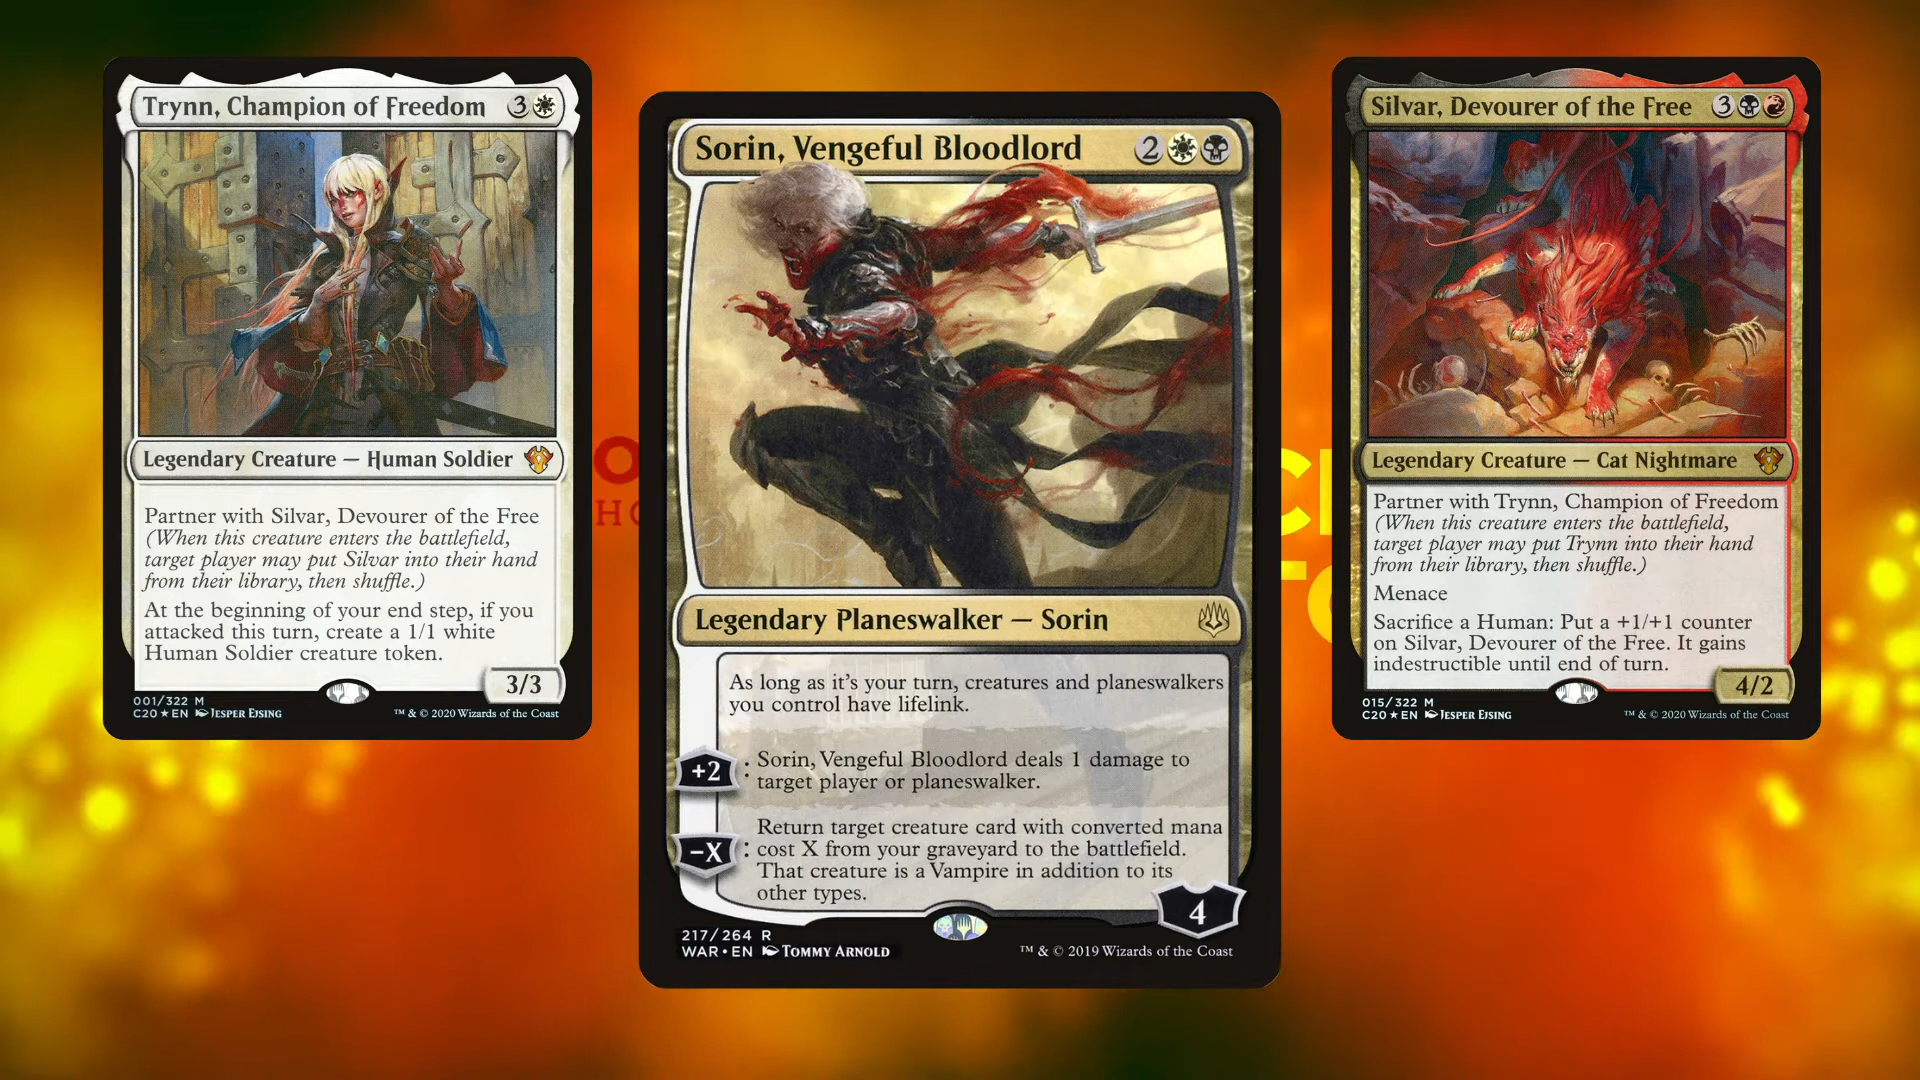 Trynn, Champion of Freedom 3
Legendary Creature — Human Soldier
Partner with Silvar, Devourer of the Free
(When this creature enters the battlefield,
target player may put Silvar into their hand
from their library, then shuffle.)
At the beginning of your end step, if you
attacked this turn, create a 1/1 white
Human Soldier creature token.
3/3
001/322 M
C20★EN JESPER EJSING
™ & © 2020 Wizards of the Coast
Sorin, Vengeful Bloodlord 2
Legendary Planeswalker — Sorin
As long as it's your turn, creatures and planeswalkers
you control have lifelink.
+2 : Sorin, Vengeful Bloodlord deals 1 damage to
target player or planeswalker.
Return target creature card with converted mana
−X : cost X from your graveyard to the battlefield.
That creature is a Vampire in addition to its
other types.
4
217/264 R
WAR•EN TOMMY ARNOLD
™ & © 2019 Wizards of the Coast
Silvar, Devourer of the Free 3
Legendary Creature — Cat Nightmare
Partner with Trynn, Champion of Freedom
(When this creature enters the battlefield,
target player may put Trynn into their hand
from their library, then shuffle.)
Menace
Sacrifice a Human: Put a +1/+1 counter
on Silvar, Devourer of the Free. It gains
indestructible until end of turn.
4/2
015/322 M
C20★EN JESPER EJSING
™ & © 2020 Wizards of the Coast